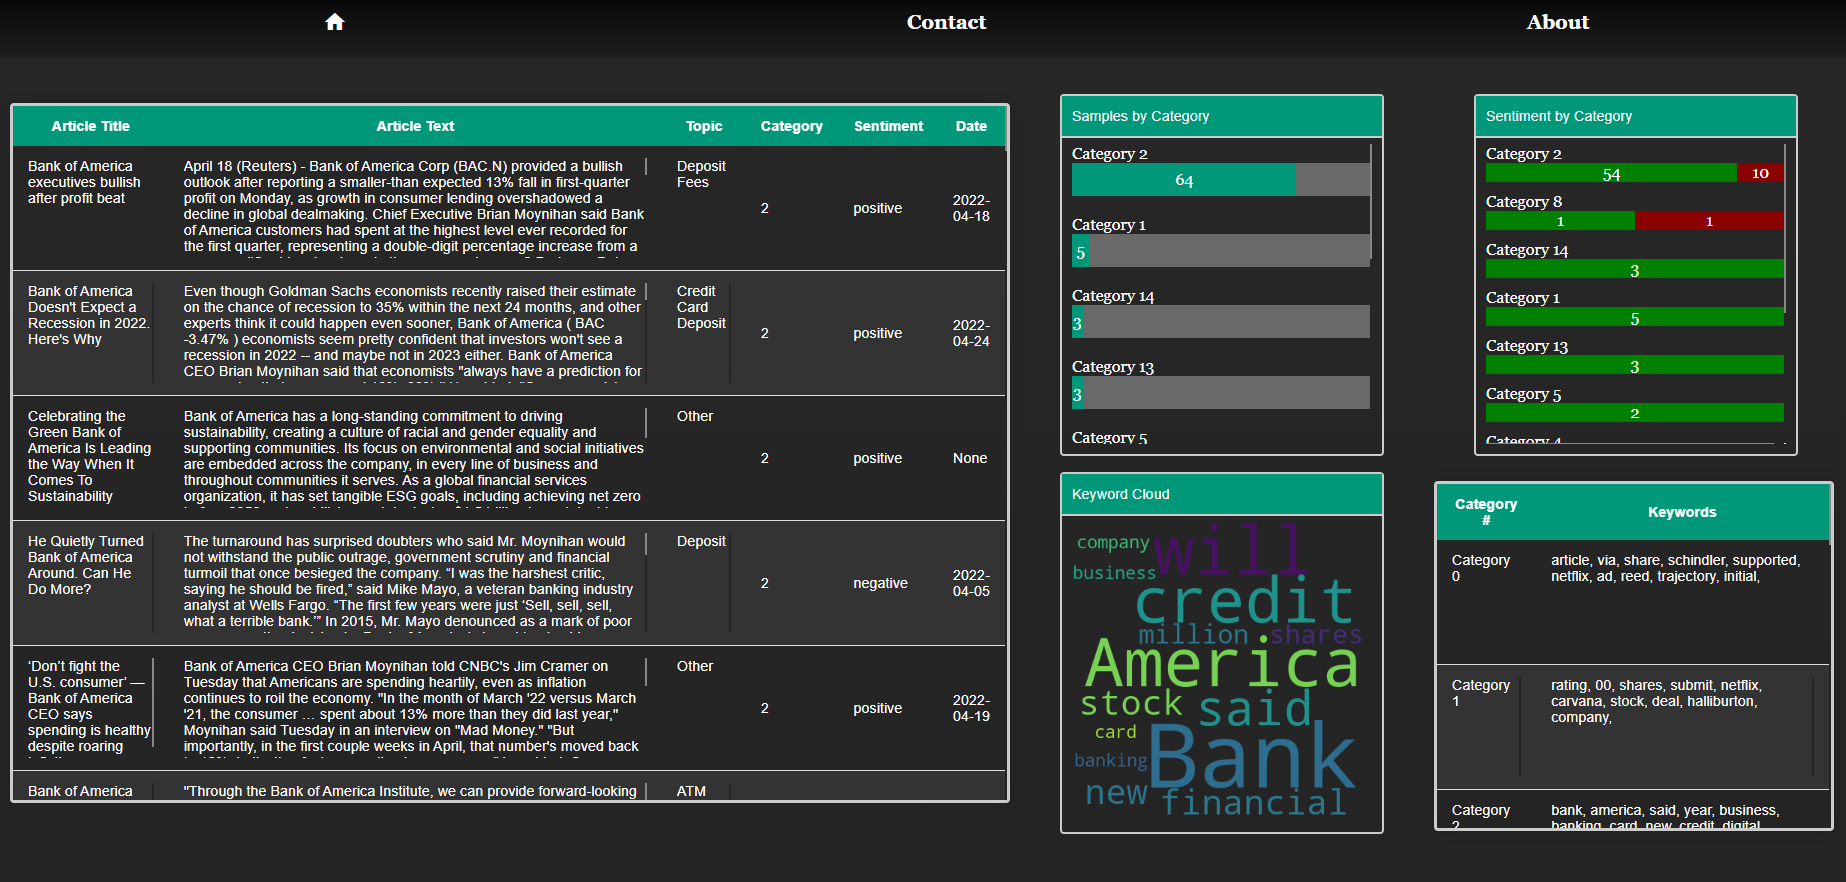 Contact
About
Article Title
Article Text
Topic
Category
Sentiment
Date
Bank of America
executives bullish
after profit beat
April 18 (Reuters) - Bank of America Corp (BAC.N) provided a bullish
outlook after reporting a smaller-than expected 13% fall in first-quarter
profit on Monday, as growth in consumer lending overshadowed a
decline in global dealmaking. Chief Executive Brian Moynihan said Bank
of America customers had spent at the highest level ever recorded for
the first quarter, representing a double-digit percentage increase from a
Deposit
Fees
2
positive
2022-
04-18
Bank of America
Doesn't Expect a
Recession in 2022.
Here's Why
Even though Goldman Sachs economists recently raised their estimate
on the chance of recession to 35% within the next 24 months, and other
experts think it could happen even sooner, Bank of America ( BAC
-3.47% ) economists seem pretty confident that investors won't see a
recession in 2022 -- and maybe not in 2023 either. Bank of America
CEO Brian Moynihan said that economists "always have a prediction for
Credit
Card
Deposit
2
positive
2022-
04-24
Celebrating the
Green Bank of
America Is Leading
the Way When It
Comes To
Sustainability
Bank of America has a long-standing commitment to driving
sustainability, creating a culture of racial and gender equality and
supporting communities. Its focus on environmental and social initiatives
are embedded across the company, in every line of business and
throughout communities it serves. As a global financial services
organization, it has set tangible ESG goals, including achieving net zero
Other
2
positive
None
He Quietly Turned
Bank of America
Around. Can He
Do More?
The turnaround has surprised doubters who said Mr. Moynihan would
not withstand the public outrage, government scrutiny and financial
turmoil that once besieged the company. “I was the harshest critic,
saying he should be fired,” said Mike Mayo, a veteran banking industry
analyst at Wells Fargo. “The first few years were just ‘Sell, sell, sell,
what a terrible bank.’” In 2015, Mr. Mayo denounced as a mark of poor
Deposit
2
negative
2022-
04-05
‘Don’t fight the
U.S. consumer’ —
Bank of America
CEO says
spending is healthy
despite roaring
Bank of America CEO Brian Moynihan told CNBC's Jim Cramer on
Tuesday that Americans are spending heartily, even as inflation
continues to roil the economy. "In the month of March '22 versus March
'21, the consumer … spent about 13% more than they did last year,"
Moynihan said Tuesday in an interview on "Mad Money." "But
importantly, in the first couple weeks in April, that number's moved back
Other
2
positive
2022-
04-19
Bank of America
"Through the Bank of America Institute, we can provide forward-looking
ATM
Samples by Category
Category 2
64
Category 1
5
Category 14
3
Category 13
3
Category 5
Sentiment by Category
Category 2
54 10
Category 8
1 1
Category 14
3
Category 1
5
Category 13
3
Category 5
2
Category 4
Keyword Cloud
company
will
business
credit
million
shares
America
stock
said
card
Bank
banking
new
financial
Category
#
Keywords
Category
0
article, via, share, schindler, supported,
netflix, ad, reed, trajectory, initial,
Category
1
rating, 00, shares, submit, netflix,
carvana, stock, deal, halliburton,
company,
Category
2
bank, america, said, year, business,
banking, card, new, credit, digital,